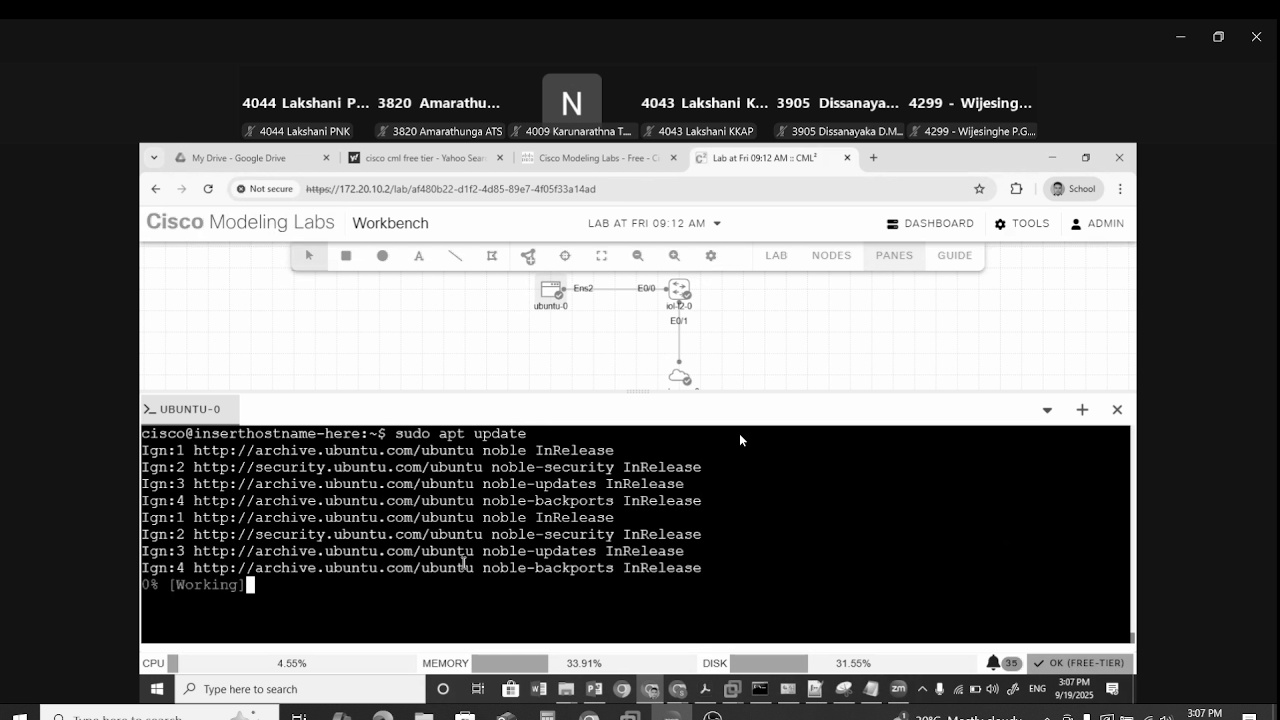 4044 Lakshani P... 3820 Amarathu... N 4043 Lakshani K... 3905 Dissanaya... 4299 - Wijesing...
4044 Lakshani PNK 3820 Amarathunga ATS 4009 Karunarathna T... 4043 Lakshani KKAP 3905 Dissanayaka D.M... 4299 - Wijesinghe P.G....
My Drive - Google Drive cisco cml free tier - Yahoo Sear Cisco Modeling Labs - Free - Ci Lab at Fri 09:12 AM :: CML²
Not secure https://172.20.10.2/lab/af480b22-d1f2-4d85-89e7-4f05f33a14ad School
Cisco Modeling Labs Workbench LAB AT FRI 09:12 AM DASHBOARD TOOLS ADMIN
A LAB NODES PANES GUIDE
Ens2 E0/0
ubuntu-0 iol-l2-0
E0/1
UBUNTU-0
cisco@inserthostname-here:~$ sudo apt update
Ign:1 http://archive.ubuntu.com/ubuntu noble InRelease
Ign:2 http://security.ubuntu.com/ubuntu noble-security InRelease
Ign:3 http://archive.ubuntu.com/ubuntu noble-updates InRelease
Ign:4 http://archive.ubuntu.com/ubuntu noble-backports InRelease
Ign:1 http://archive.ubuntu.com/ubuntu noble InRelease
Ign:2 http://security.ubuntu.com/ubuntu noble-security InRelease
Ign:3 http://archive.ubuntu.com/ubuntu noble-updates InRelease
Ign:4 http://archive.ubuntu.com/ubuntu noble-backports InRelease
0% [Working]
CPU 4.55% MEMORY 33.91% DISK 31.55% 35 OK (FREE-TIER)
Type here to search ENG 3:07 PM
9/19/2025
Type here to search Mostly cloudy 3:07 PM